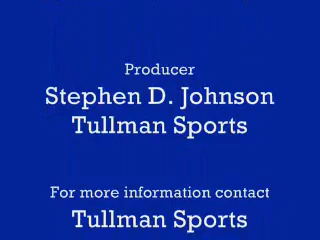 Producer
Stephen D. Johnson
Tullman Sports
For more information contact
Tullman Sports